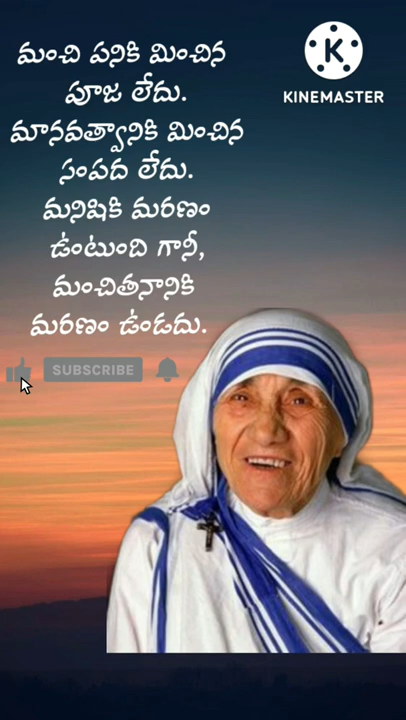 మంచి పనికి మించిన
పూజ లేదు.
మానవత్వానికి మించిన
సంపద లేదు.
మనిషికి మరణం
ఉంటుంది గానీ,
మంచితనానికి
మరణం ఉండదు.
K
KINEMASTER
SUBSCRIBE